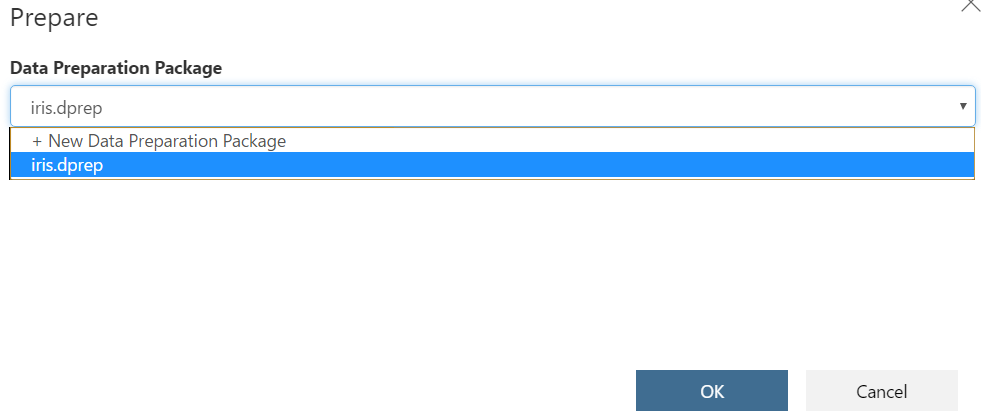 Prepare
Data Preparation Package
iris.dprep
+ New Data Preparation Package
iris.dprep
OK
Cancel